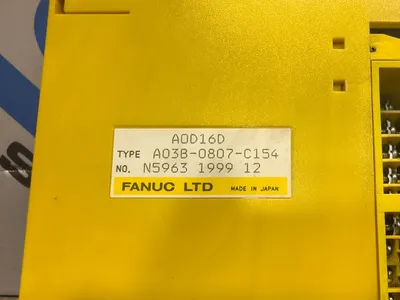 AOD16D
TYPE A03B-0807-C154
NO. N5963 1999 12
FANUC LTD MADE IN JAPAN